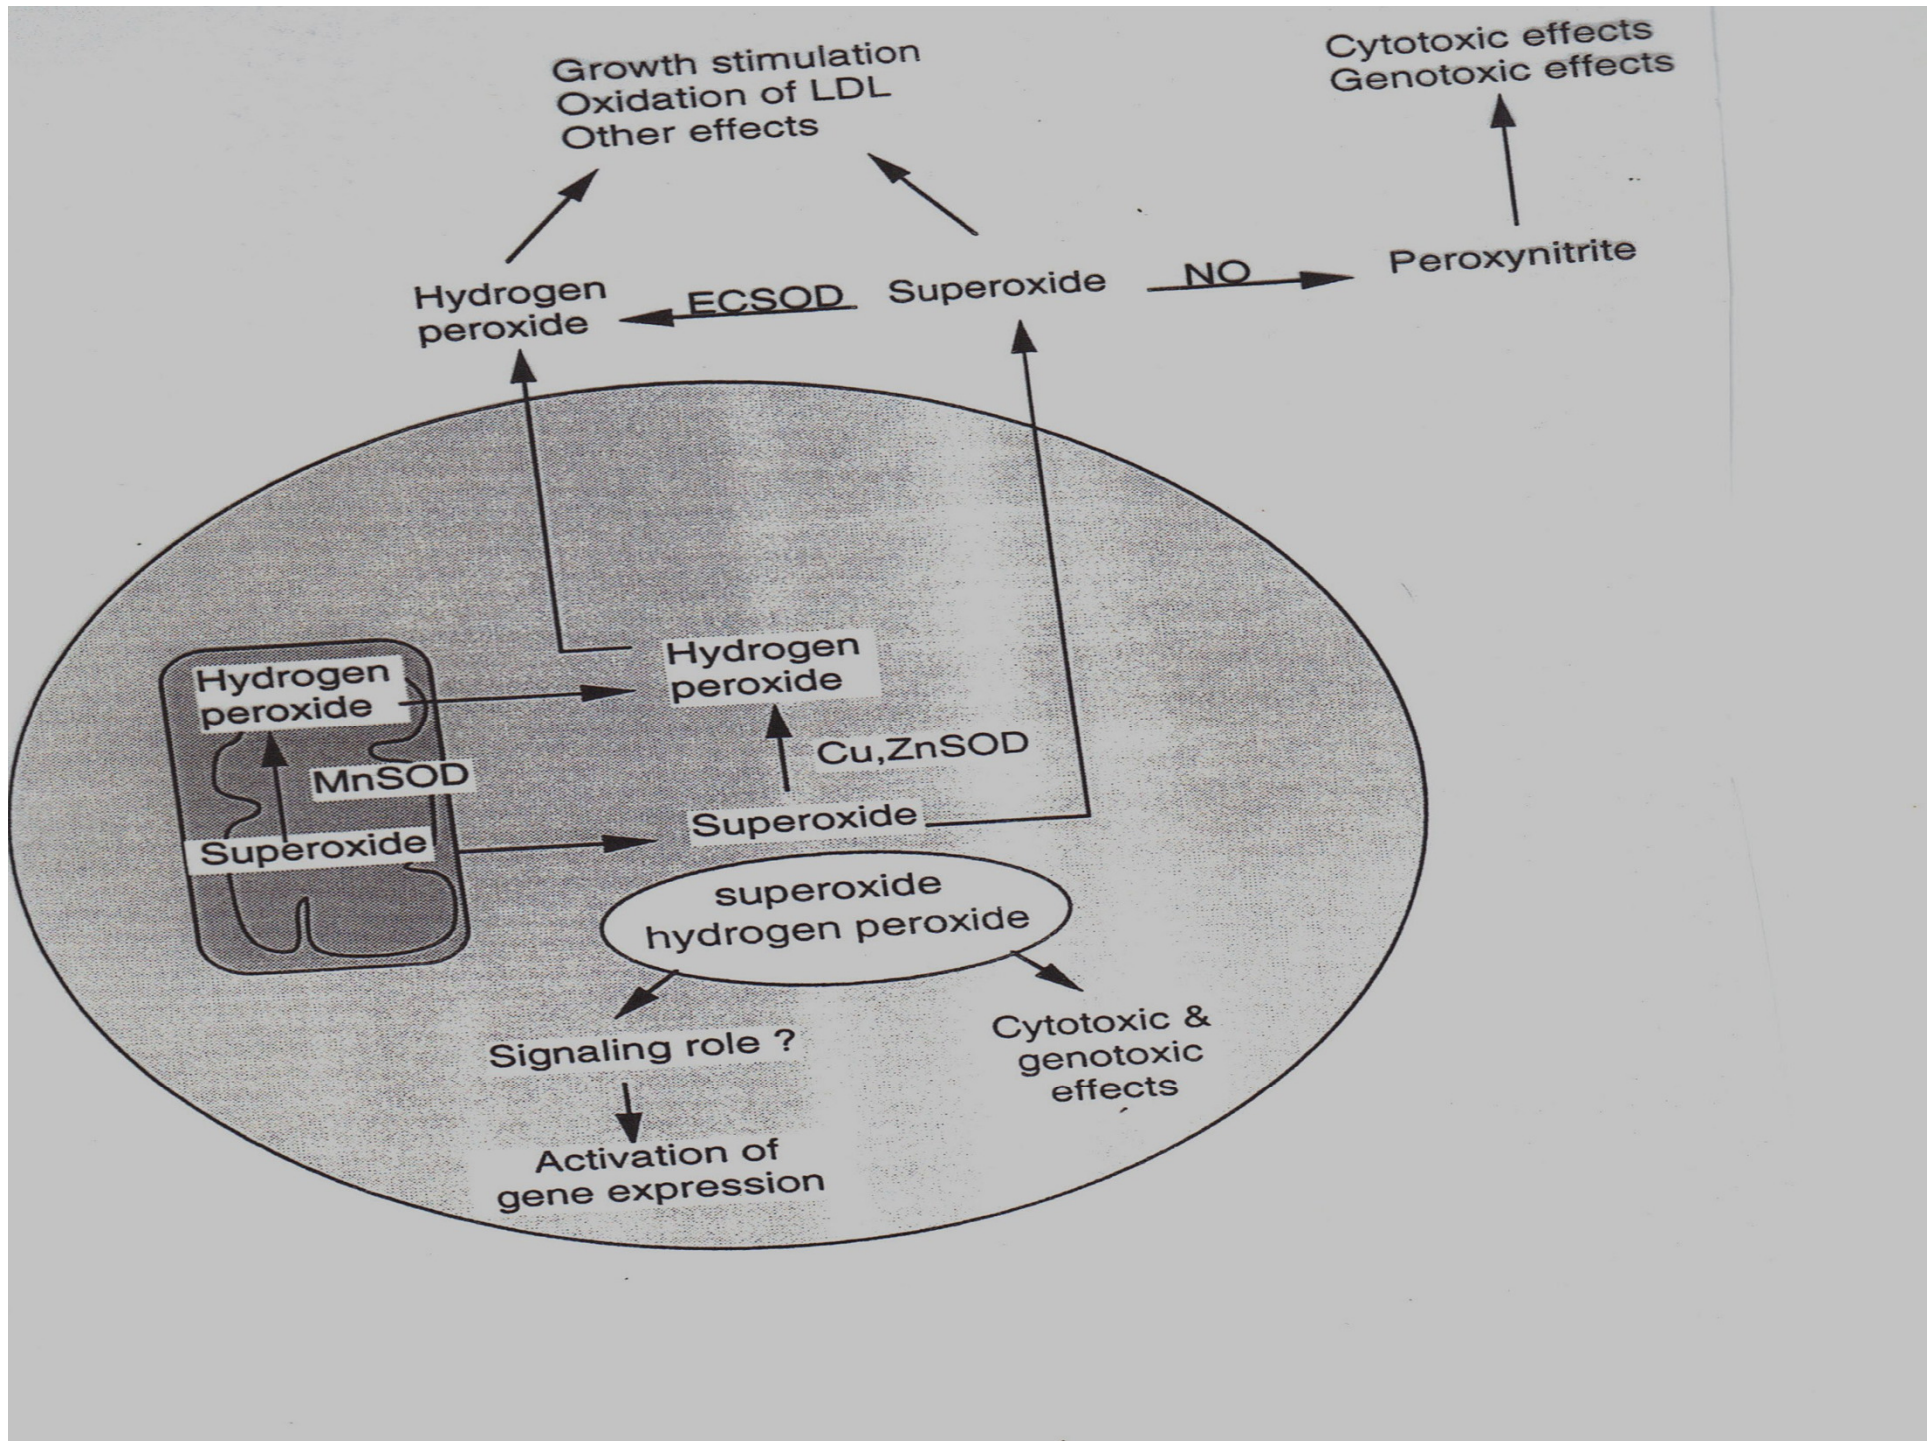 Growth stimulation
Oxidation of LDL
Other effects
Cytotoxic effects
Genotoxic effects
Hydrogen
peroxide
ECSOD
Superoxide
NO
Peroxynitrite
Hydrogen
peroxide
MnSOD
Superoxide
Hydrogen
peroxide
Cu,ZnSOD
Superoxide
superoxide
hydrogen peroxide
Signaling role ?
Activation of
gene expression
Cytotoxic &
genotoxic
effects